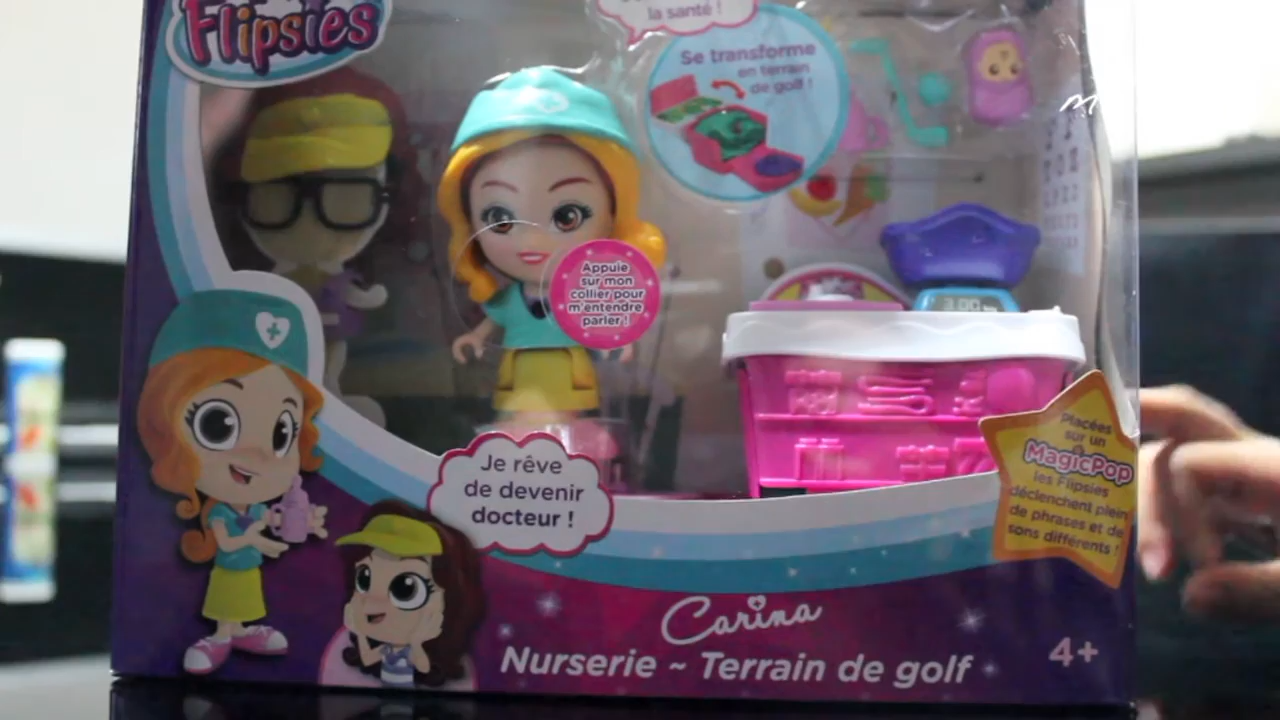 Flipsies
la santé !
Se transforme
en terrain
de golf !
Appuie
sur mon
collier pour
m'entendre
parler !
3.00
Je rêve
de devenir
docteur !
Placées
sur un
MagicPop
les Flipsies
déclenchent plein
de phrases et de
sons différents !
Carina
Nurserie ~ Terrain de golf
4+